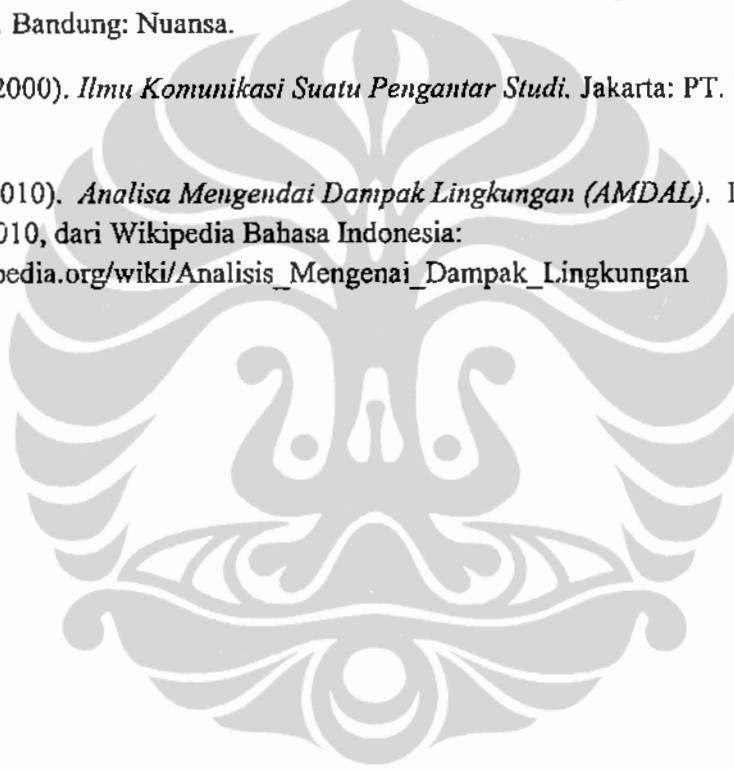 . Bandung: Nuansa.
2000). Ilmu Komunikasi Suatu Pengantar Studi. Jakarta: PT.
010). Analisa Mengendai Dampak Lingkungan (AMDAL).
010, dari Wikipedia Bahasa Indonesia:
pedia.org/wiki/Analisis_Mengenai_Dampak_Lingkungan